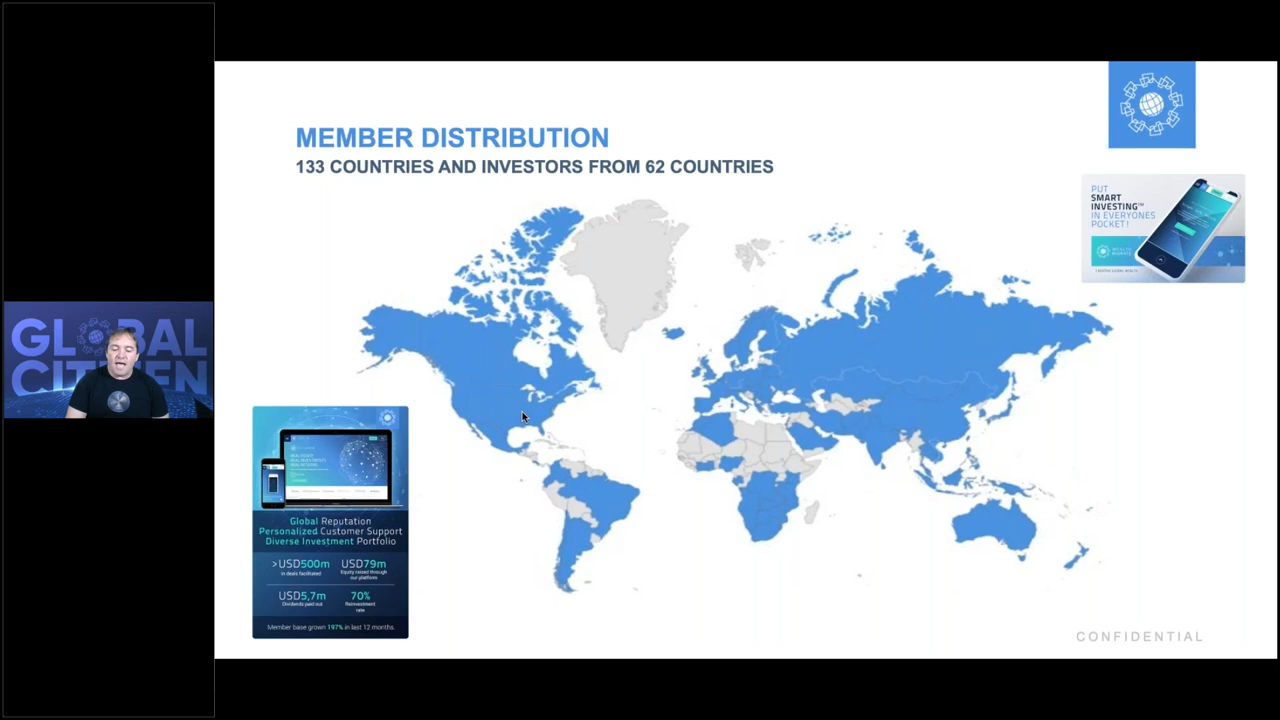 MEMBER DISTRIBUTION
133 COUNTRIES AND INVESTORS FROM 62 COUNTRIES
PUT
SMART
INVESTING™
IN EVERYONES
POCKET!
WEALTH
MIGRATE
GLOBAL
CITIZEN
Global Reputation
Personalized Customer Support
Diverse Investment Portfolio
>USD500m
in deals facilitated
USD79m
Equity raised through
our platform
USD5,7m
Dividends paid out
70%
Reinvestment
rate
Member base grown 197% in last 12 months.
CONFIDENTIAL